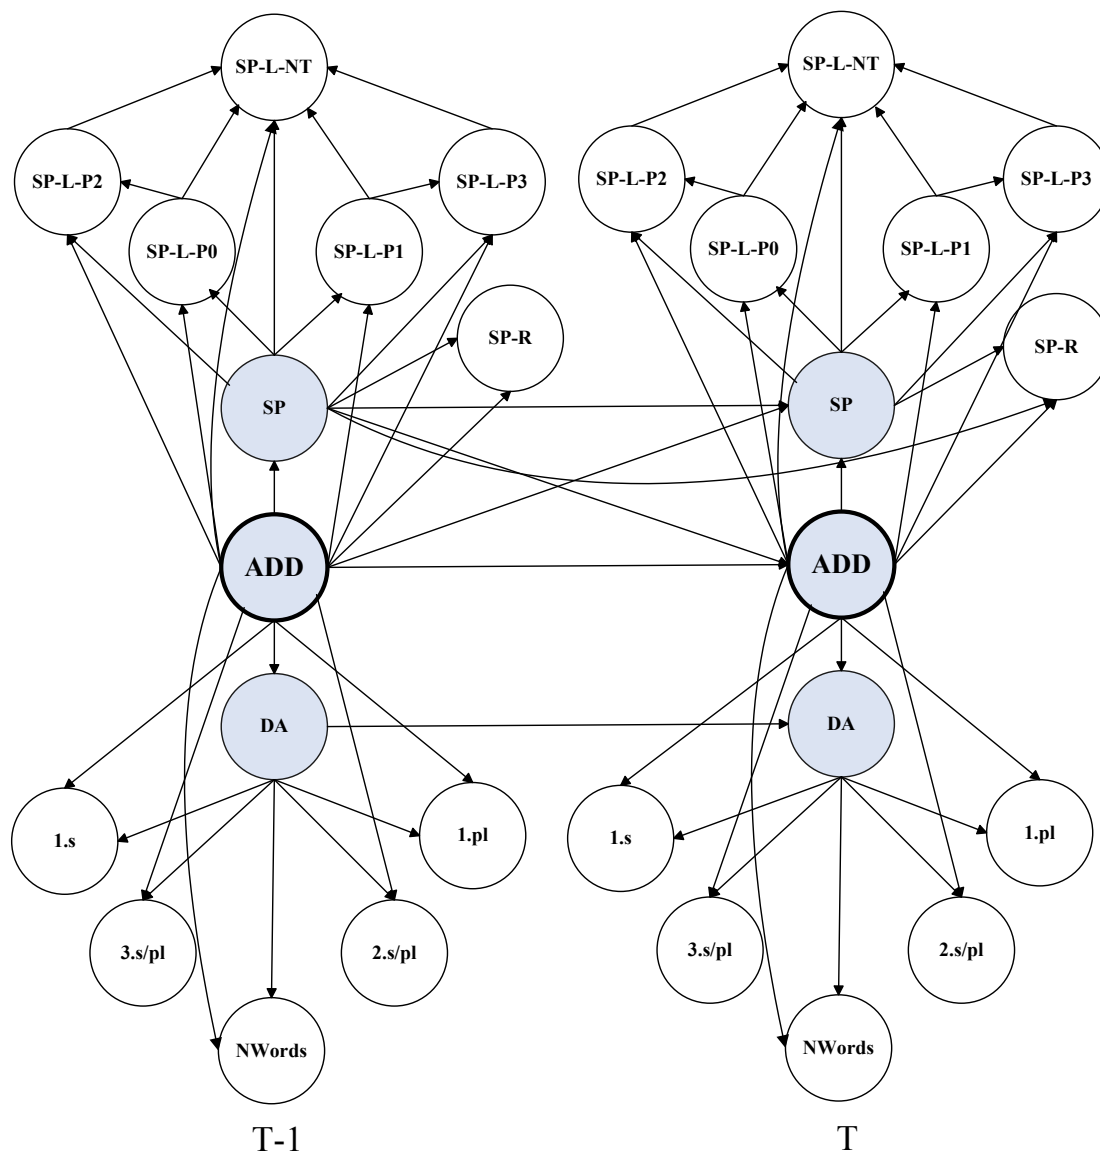 SP-L-NT
SP-L-P2
SP-L-P3
SP-L-P0
SP-L-P1
SP-R
SP
ADD
DA
1.s
1.pl
3.s/pl
2.s/pl
NWords
T-1
SP-L-NT
SP-L-P2
SP-L-P3
SP-L-P0
SP-L-P1
SP-R
SP
ADD
DA
1.s
1.pl
3.s/pl
2.s/pl
NWords
T